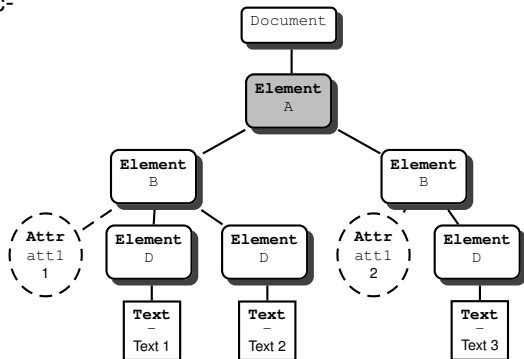 c-
Document
Element
A
Element
B
Element
B
Attr
att1
1
Element
D
Element
D
Attr
att1
2
Element
D
Text
–
Text 1
Text
–
Text 2
Text
–
Text 3